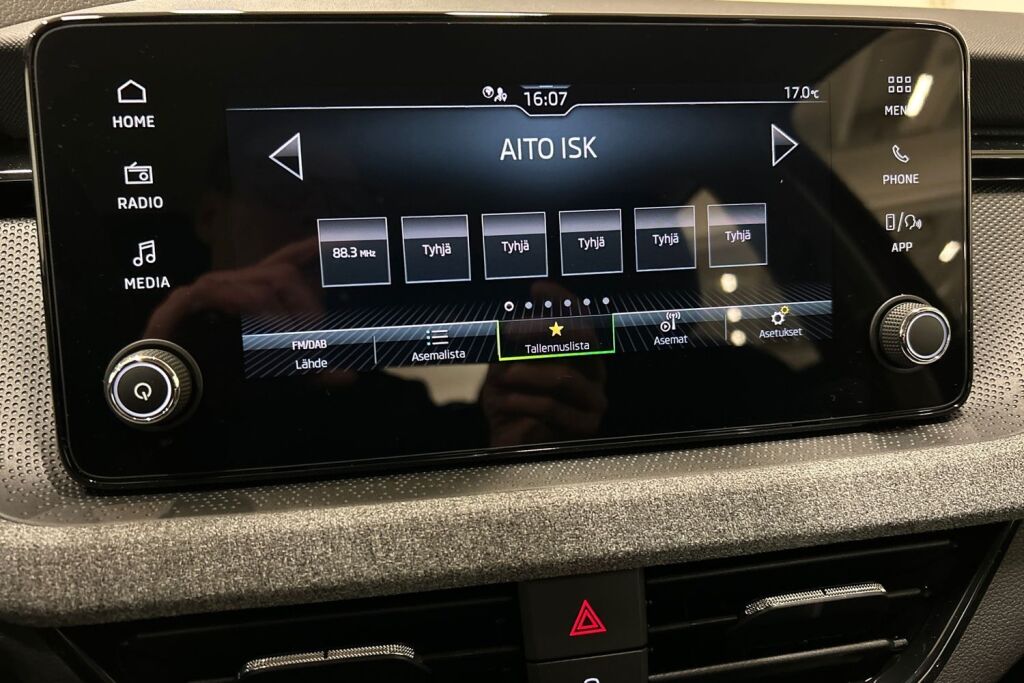 HOME
RADIO
MEDIA
16:07
17.0°C
AITO ISK
88.3 MHz
Tyhjä
Tyhjä
Tyhjä
Tyhjä
Tyhjä
FM/DAB
Lähde
Asemalista
Tallennuslista
Asemat
Asetukset
MENU
PHONE
APP